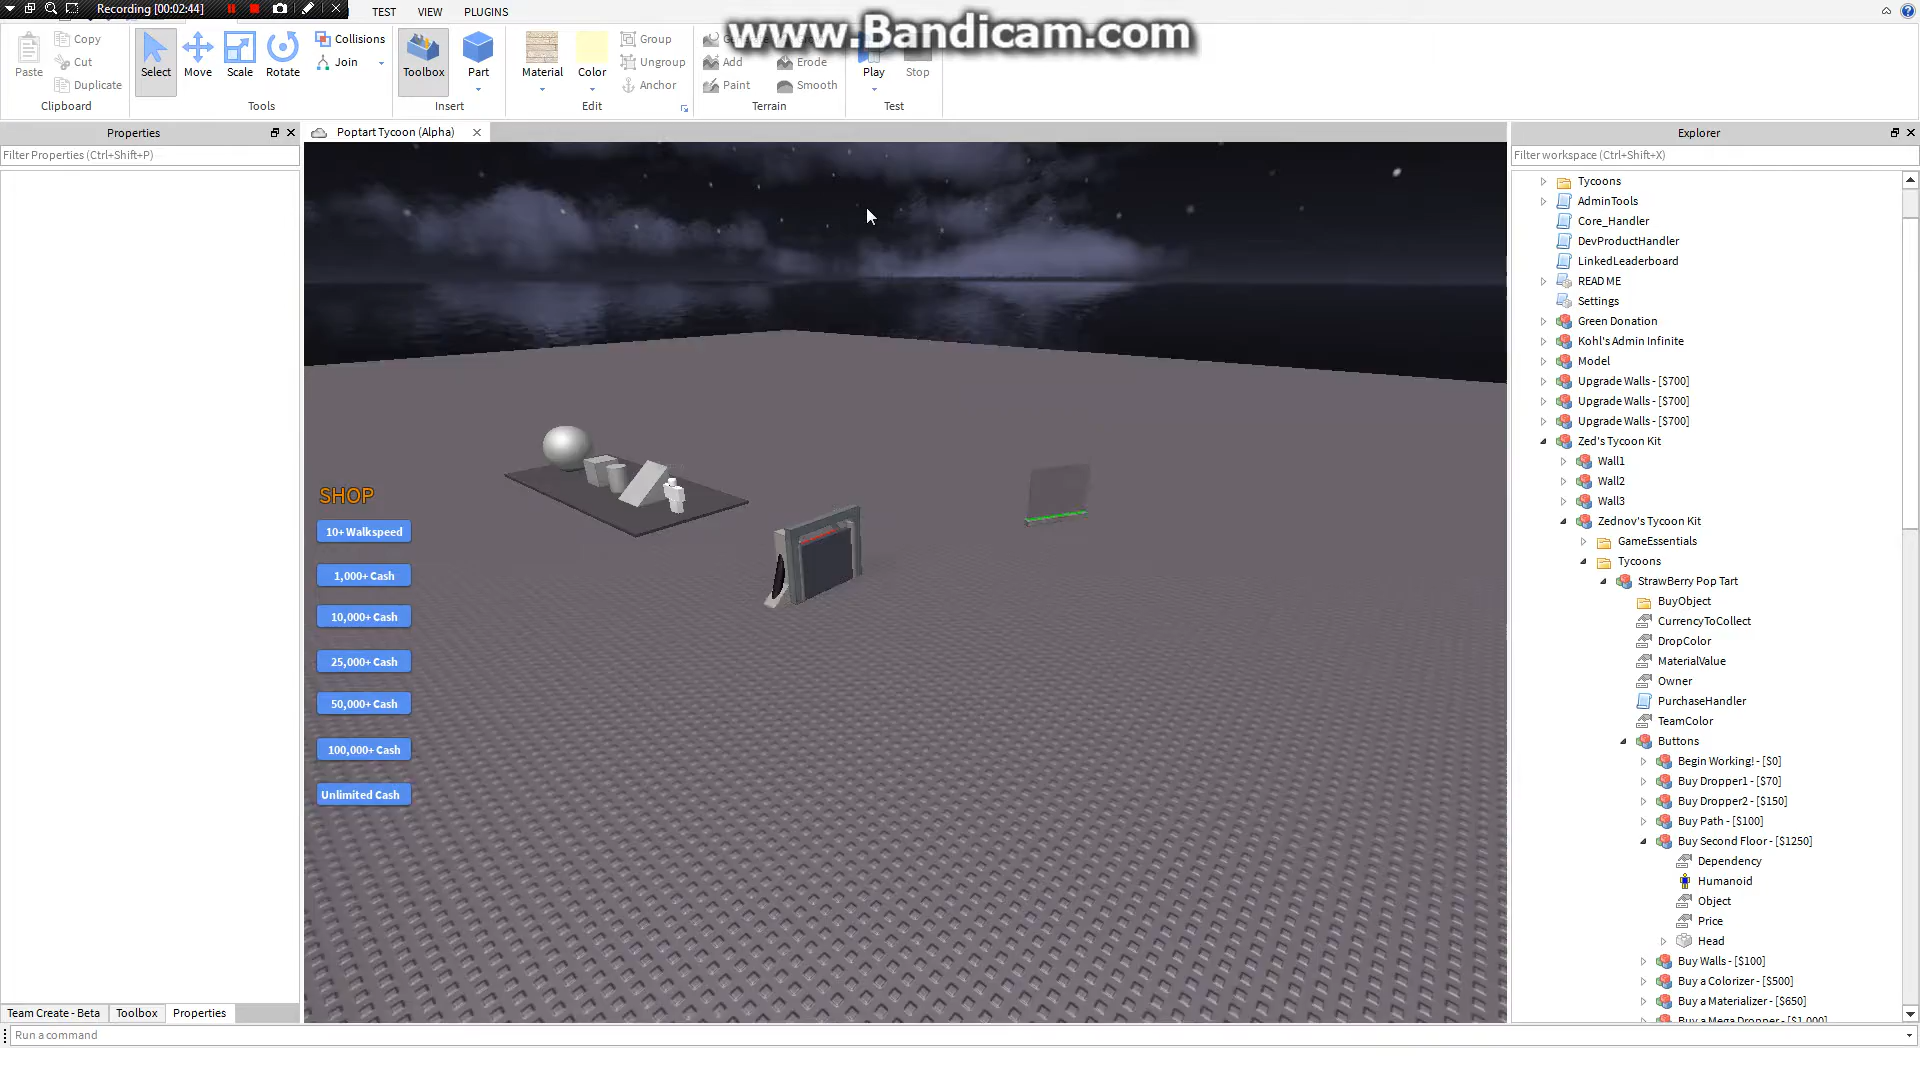 Recording [00:02:44]
TEST VIEW PLUGINS
www.Bandicam.com
Paste
Copy
Cut
Duplicate
Clipboard
Select Move Scale Rotate
Collisions
Join
Tools
Toolbox Part
Insert
Material Color
Group
Ungroup
Anchor
Edit
Add Erode
Paint Smooth
Terrain
Play Stop
Test
Properties
Filter Properties (Ctrl+Shift+P)
Poptart Tycoon (Alpha)
SHOP
10+ Walkspeed
1,000+ Cash
10,000+ Cash
25,000+ Cash
50,000+ Cash
100,000+ Cash
Unlimited Cash
Explorer
Filter workspace (Ctrl+Shift+X)
Tycoons
AdminTools
Core_Handler
DevProductHandler
LinkedLeaderboard
READ ME
Settings
Green Donation
Kohl's Admin Infinite
Model
Upgrade Walls - [$700]
Upgrade Walls - [$700]
Upgrade Walls - [$700]
Zed's Tycoon Kit
Wall1
Wall2
Wall3
Zednov's Tycoon Kit
GameEssentials
Tycoons
StrawBerry Pop Tart
BuyObject
CurrencyToCollect
DropColor
MaterialValue
Owner
PurchaseHandler
TeamColor
Buttons
Begin Working! - [$0]
Buy Dropper1 - [$70]
Buy Dropper2 - [$150]
Buy Path - [$100]
Buy Second Floor - [$1250]
Dependency
Humanoid
Object
Price
Head
Buy Walls - [$100]
Buy a Colorizer - [$500]
Buy a Materializer - [$650]
Buy a Mega Dropper - [$1,000]
Team Create - Beta Toolbox Properties
Run a command